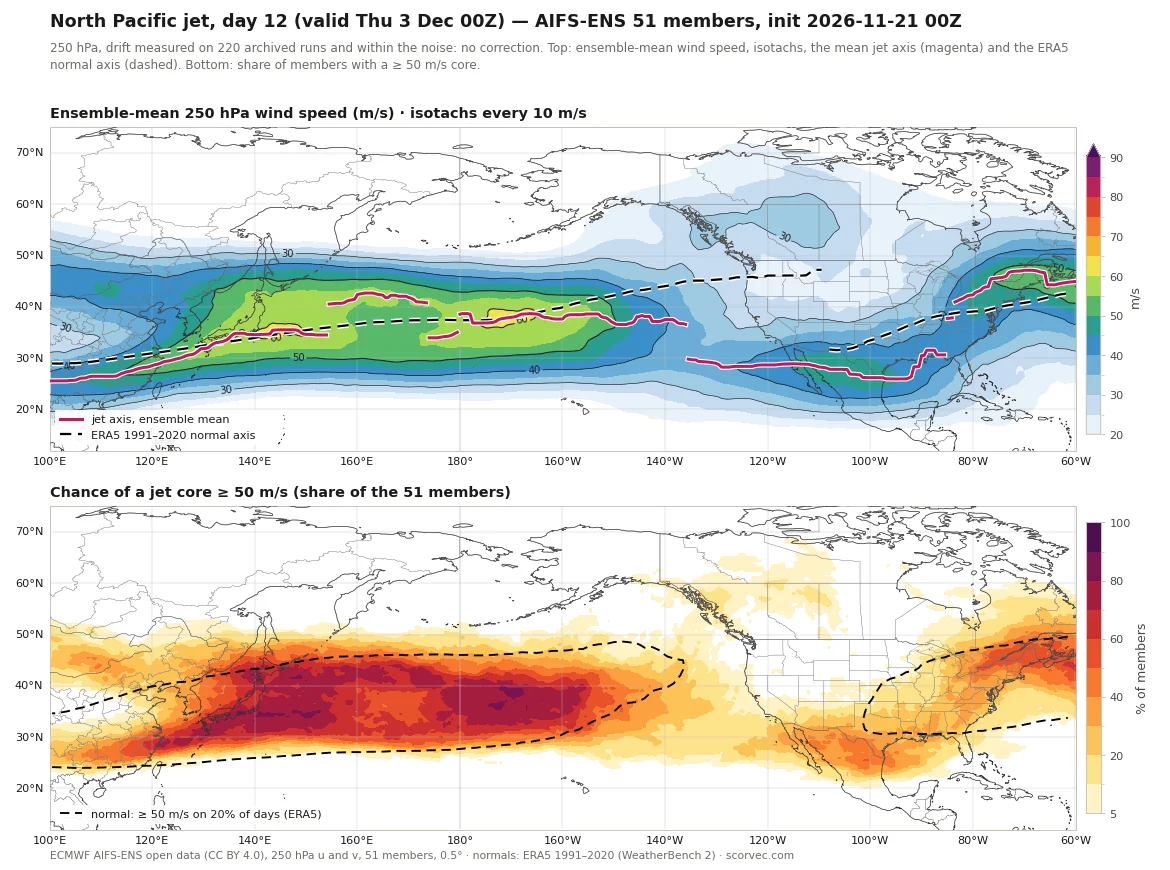 North Pacific jet, day 12 (valid Thu 3 Dec 00Z) — AIFS-ENS 51 members, init 2026-11-21 00Z
250 hPa, drift measured on 220 archived runs and within the noise: no correction. Top: ensemble-mean wind speed, isotachs, the mean jet axis (magenta) and the ERA5
normal axis (dashed). Bottom: share of members with a ≥ 50 m/s core.
Ensemble-mean 250 hPa wind speed (m/s) · isotachs every 10 m/s
70°N
60°N
50°N
40°N
30°N
20°N
30
30
40
60
50
30
60
40
30
50
jet axis, ensemble mean
ERA5 1991–2020 normal axis
100°E 120°E 140°E 160°E 180° 160°W 140°W 120°W 100°W 80°W 60°W
90
80
70
60
50
40
30
20
m/s
Chance of a jet core ≥ 50 m/s (share of the 51 members)
70°N
60°N
50°N
40°N
30°N
20°N
normal: ≥ 50 m/s on 20% of days (ERA5)
100°E 120°E 140°E 160°E 180° 160°W 140°W 120°W 100°W 80°W 60°W
100
80
60
40
20
5
% of members
ECMWF AIFS-ENS open data (CC BY 4.0), 250 hPa u and v, 51 members, 0.5° · normals: ERA5 1991–2020 (WeatherBench 2) · scorvec.com